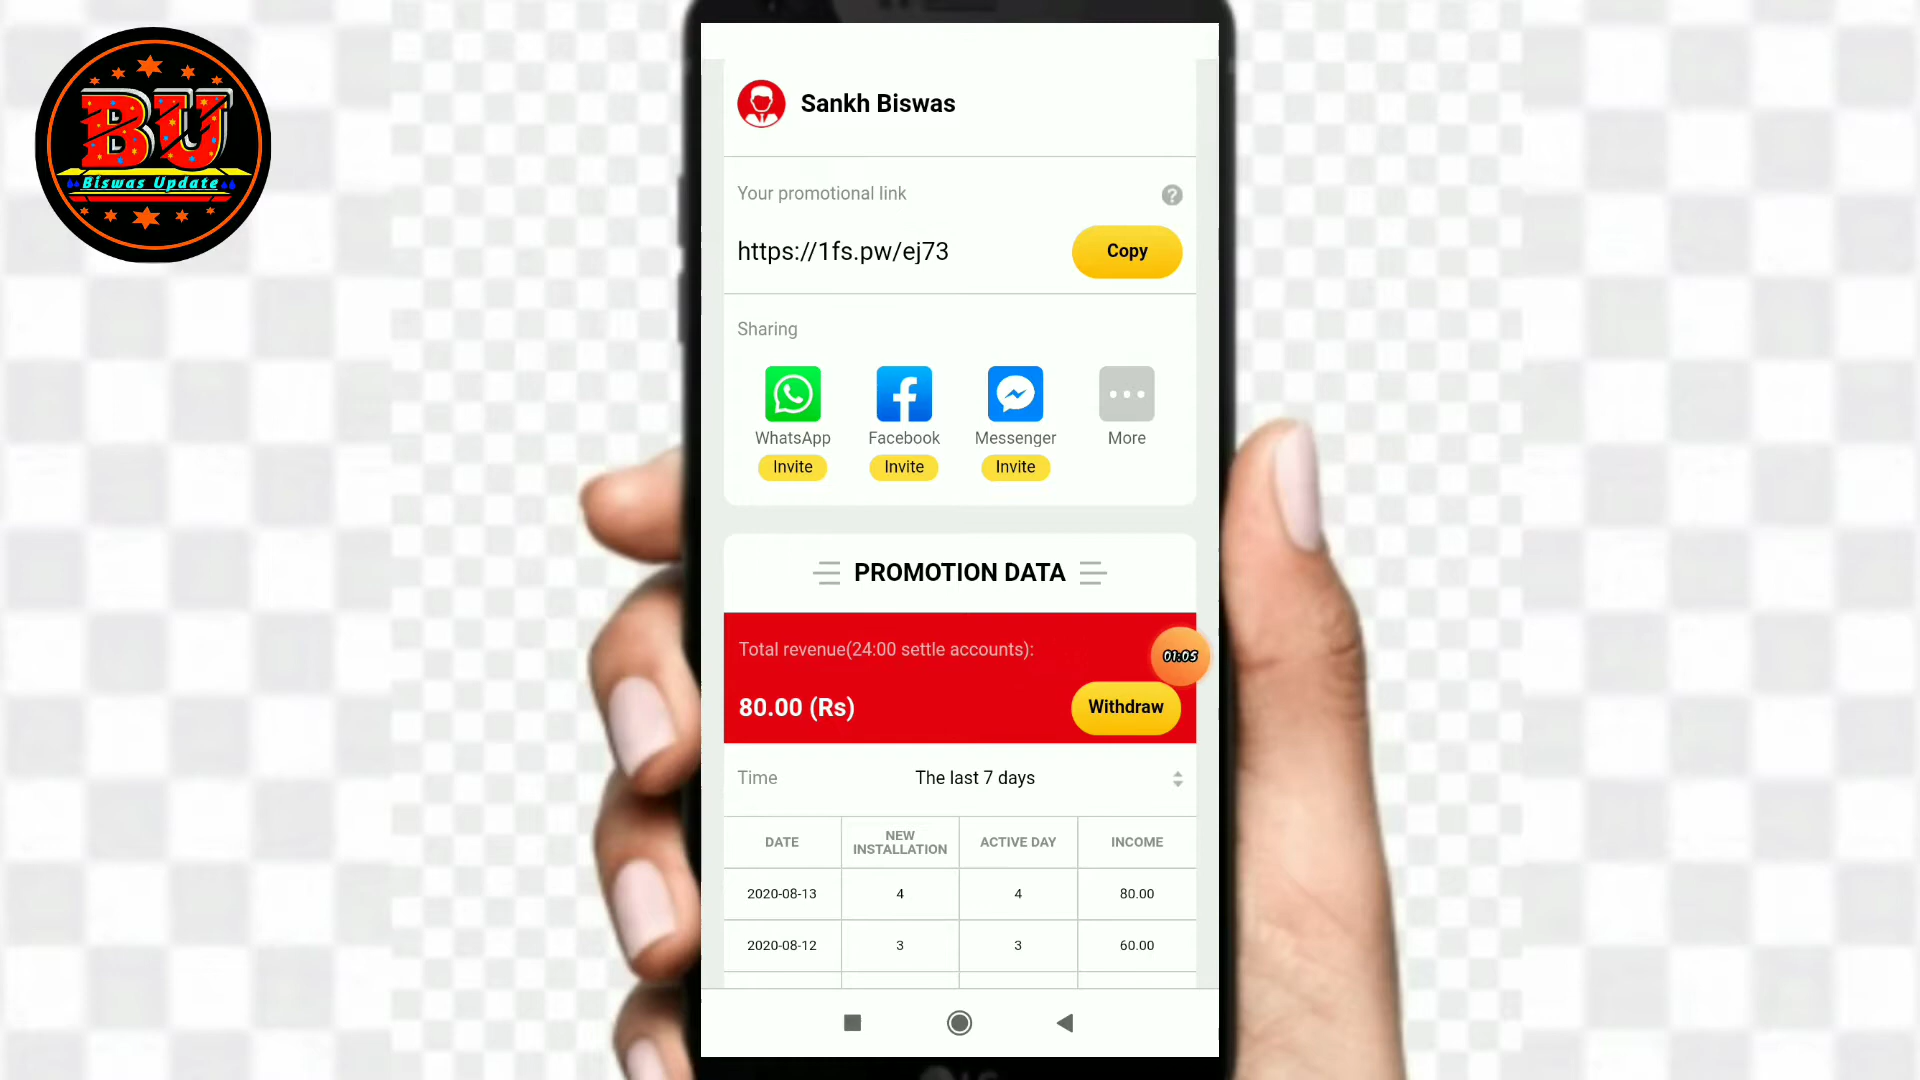 BU
Biswas Update
Sankh Biswas
Your promotional link
?
https://1fs.pw/ej73
Copy
Sharing
WhatsApp
Facebook
Messenger
More
Invite
Invite
Invite
PROMOTION DATA
Total revenue(24:00 settle accounts):
01:05
80.00 (Rs)
Withdraw
Time
The last 7 days
DATE
NEW
INSTALLATION
ACTIVE DAY
INCOME
2020-08-13
4
4
80.00
2020-08-12
3
3
60.00